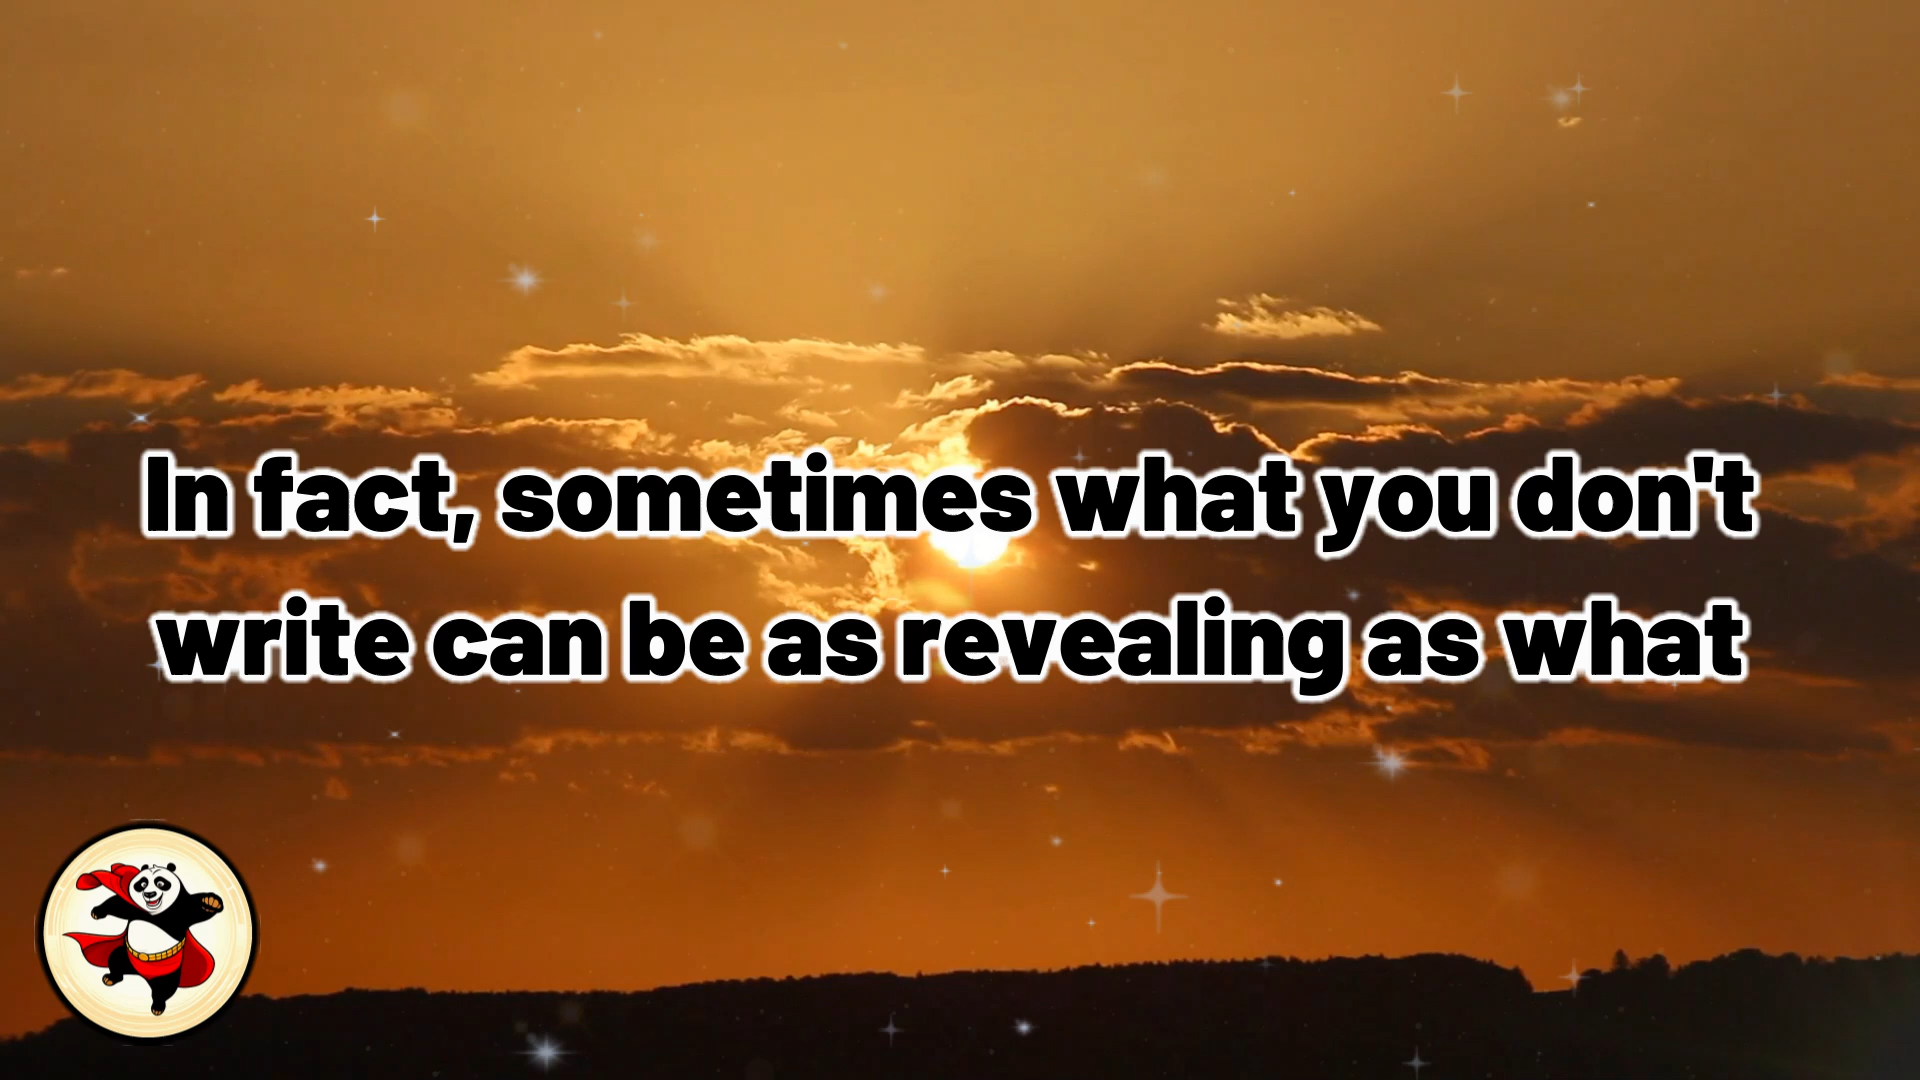 In fact, sometimes what you don't
write can be as revealing as what